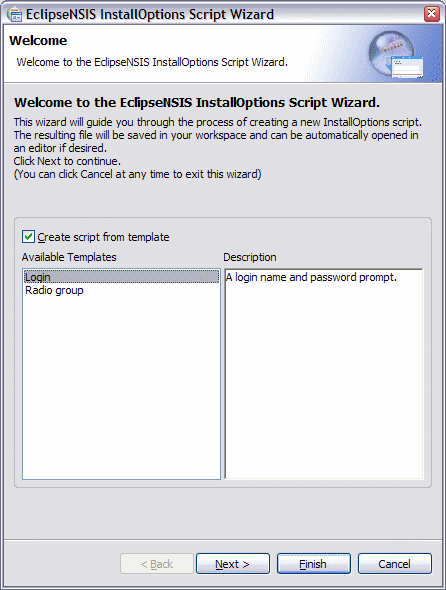 EclipseNSIS InstallOptions Script Wizard
Welcome
Welcome to the EclipseNSIS InstallOptions Script Wizard.
Welcome to the EclipseNSIS InstallOptions Script Wizard.
This wizard will guide you through the process of creating a new InstallOptions script.
The resulting file will be saved in your workspace and can be automatically opened in
an editor if desired.
Click Next to continue.
(You can click Cancel at any time to exit this wizard)
Create script from template
Available Templates
Description
Login
A login name and password prompt.
Radio group
< Back
Next >
Finish
Cancel